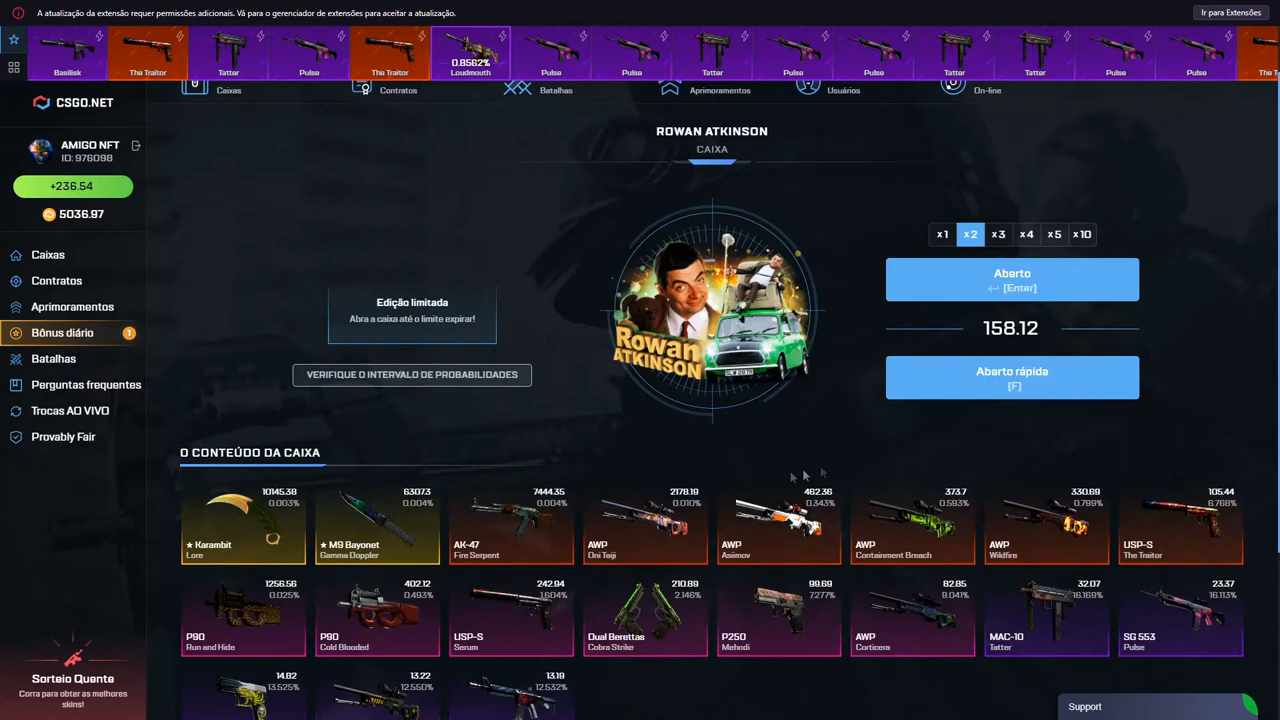 A atualização da extensão requer permissões adicionais. Vá para o gerenciador de extensões para aceitar a atualização.
Ir para Extensões
Basilisk
The Traitor
Tatter
Pulse
The Traitor
0.8562%
Loudmouth
Pulse
Pulse
Tatter
Pulse
Pulse
Tatter
Tatter
Pulse
Pulse
The T
CSGO.NET
Caixas
Contratos
Batalhas
Aprimoramentos
Usuários
On-line
AMIGO NFT
ID: 976098
+236.54
5036.97
Caixas
Contratos
Aprimoramentos
Bônus diário
1
Batalhas
Perguntas frequentes
Trocas AO VIVO
Provably Fair
Sorteio Quente
Corra para obter as melhores
skins!
ROWAN ATKINSON
CAIXA
Edição limitada
Abra a caixa até o limite expirar!
VERIFIQUE O INTERVALO DE PROBABILIDADES
Rowan
ATKINSON
x1
x2
x3
x4
x5
x10
Aberto
[Enter]
158.12
Aberto rápida
[F]
O CONTEÚDO DA CAIXA
10145.38
0.003%
★ Karambit
Lore
6307.3
0.004%
★ M9 Bayonet
Gamma Doppler
7444.35
0.004%
AK-47
Fire Serpent
2178.19
0.010%
AWP
Oni Taiji
462.36
0.343%
AWP
Asiimov
373.7
0.593%
AWP
Containment Breach
330.69
0.799%
AWP
Wildfire
105.44
6.768%
USP-S
The Traitor
1256.56
0.025%
P90
Run and Hide
402.12
0.493%
P90
Cold Blooded
242.94
1.604%
USP-S
Serum
210.89
2.146%
Dual Berettas
Cobra Strike
99.69
7.277%
P250
Mehndi
82.85
9.041%
AWP
Corticera
32.07
16.169%
MAC-10
Tatter
23.37
16.113%
SG 553
Pulse
14.82
13.525%
13.22
12.550%
13.19
12.532%
Support